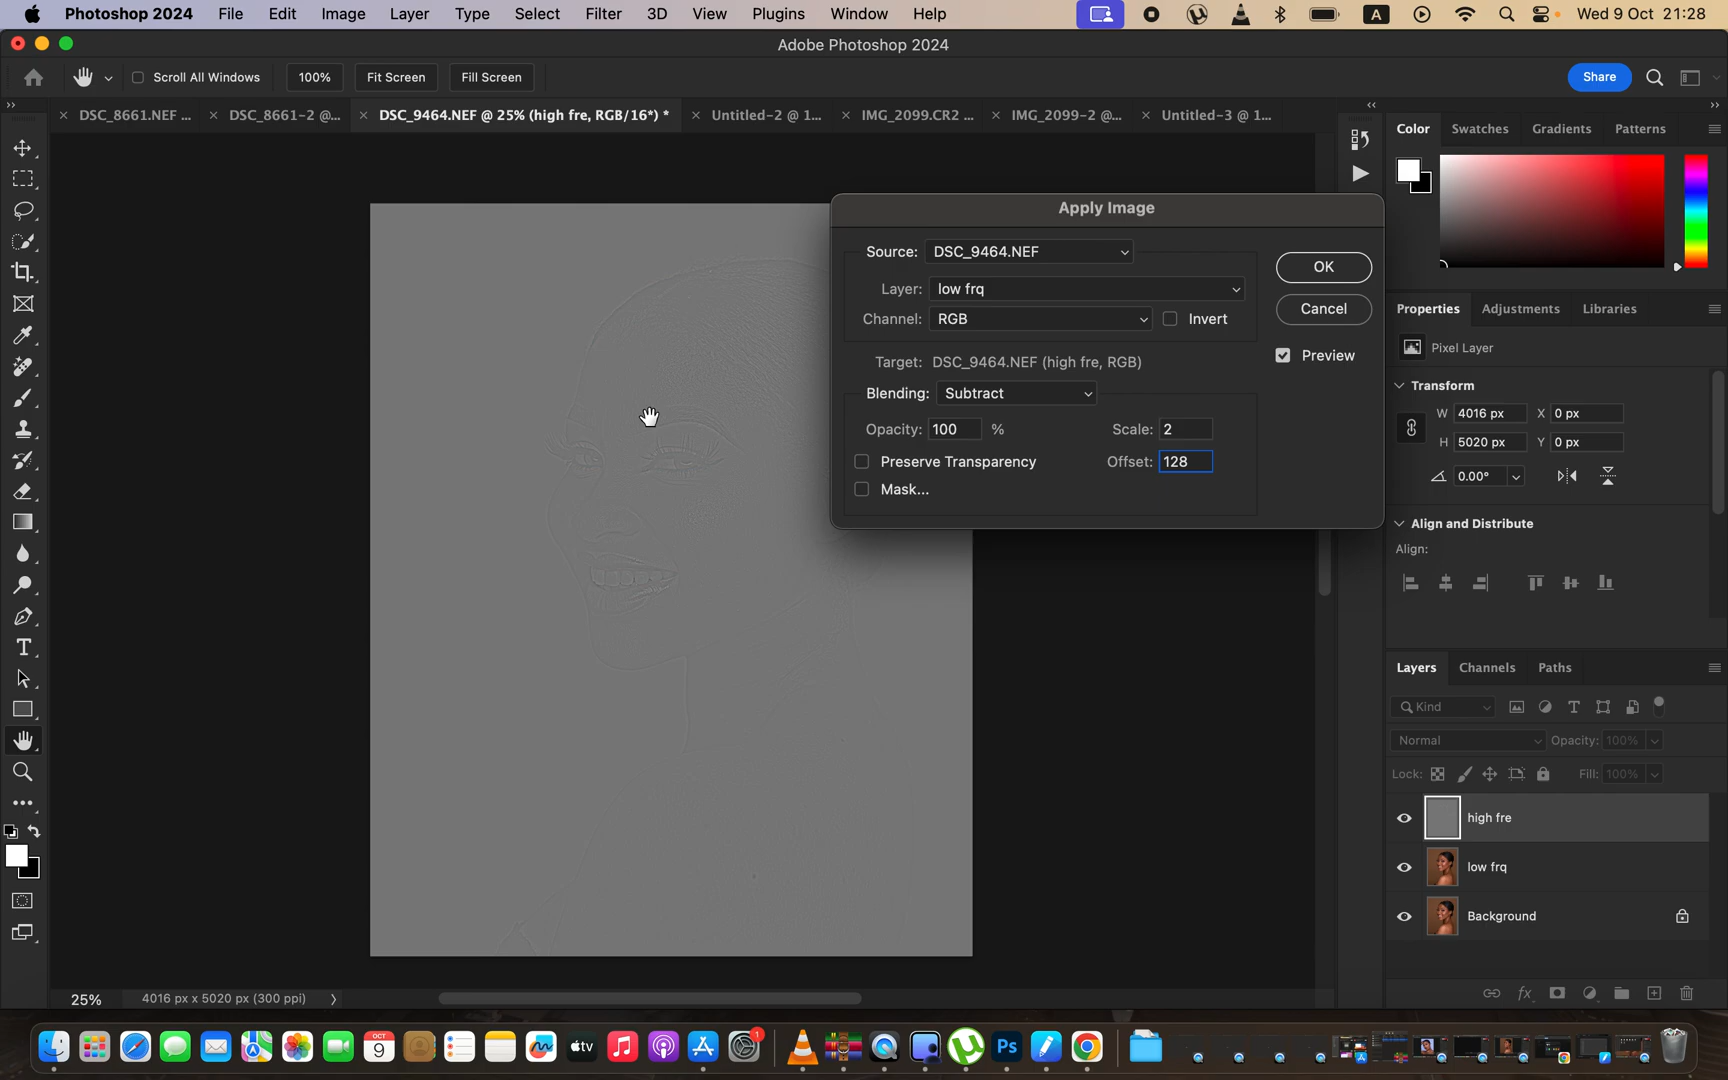 Photoshop 2024 File Edit Image Layer Type Select Filter 3D View Plugins Window Help A Wed 9 Oct 21:28
Adobe Photoshop 2024
Scroll All Windows 100% Fit Screen Fill Screen Share
DSC_8661.NEF ... DSC_8661-2 @... DSC_9464.NEF @ 25% (high fre, RGB/16*) * Untitled-2 @ 1... IMG_2099.CR2 ... IMG_2099-2 @... Untitled-3 @ 1...
Color Swatches Gradients Patterns
Apply Image
Source: DSC_9464.NEF
OK
Layer: low frq
Cancel
Channel: RGB Invert
Preview
Target: DSC_9464.NEF (high fre, RGB)
Blending: Subtract
Opacity: 100 % Scale: 2
Preserve Transparency Offset: 128
Mask...
Properties Adjustments Libraries
Pixel Layer
Transform
W 4016 px X 0 px
H 5020 px Y 0 px
0.00°
Align and Distribute
Align:
Layers Channels Paths
Kind
Normal Opacity: 100%
Lock: Fill: 100%
high fre
low frq
Background
fx
25% 4016 px x 5020 px (300 ppi)
OCT
9
tv
1
Ps